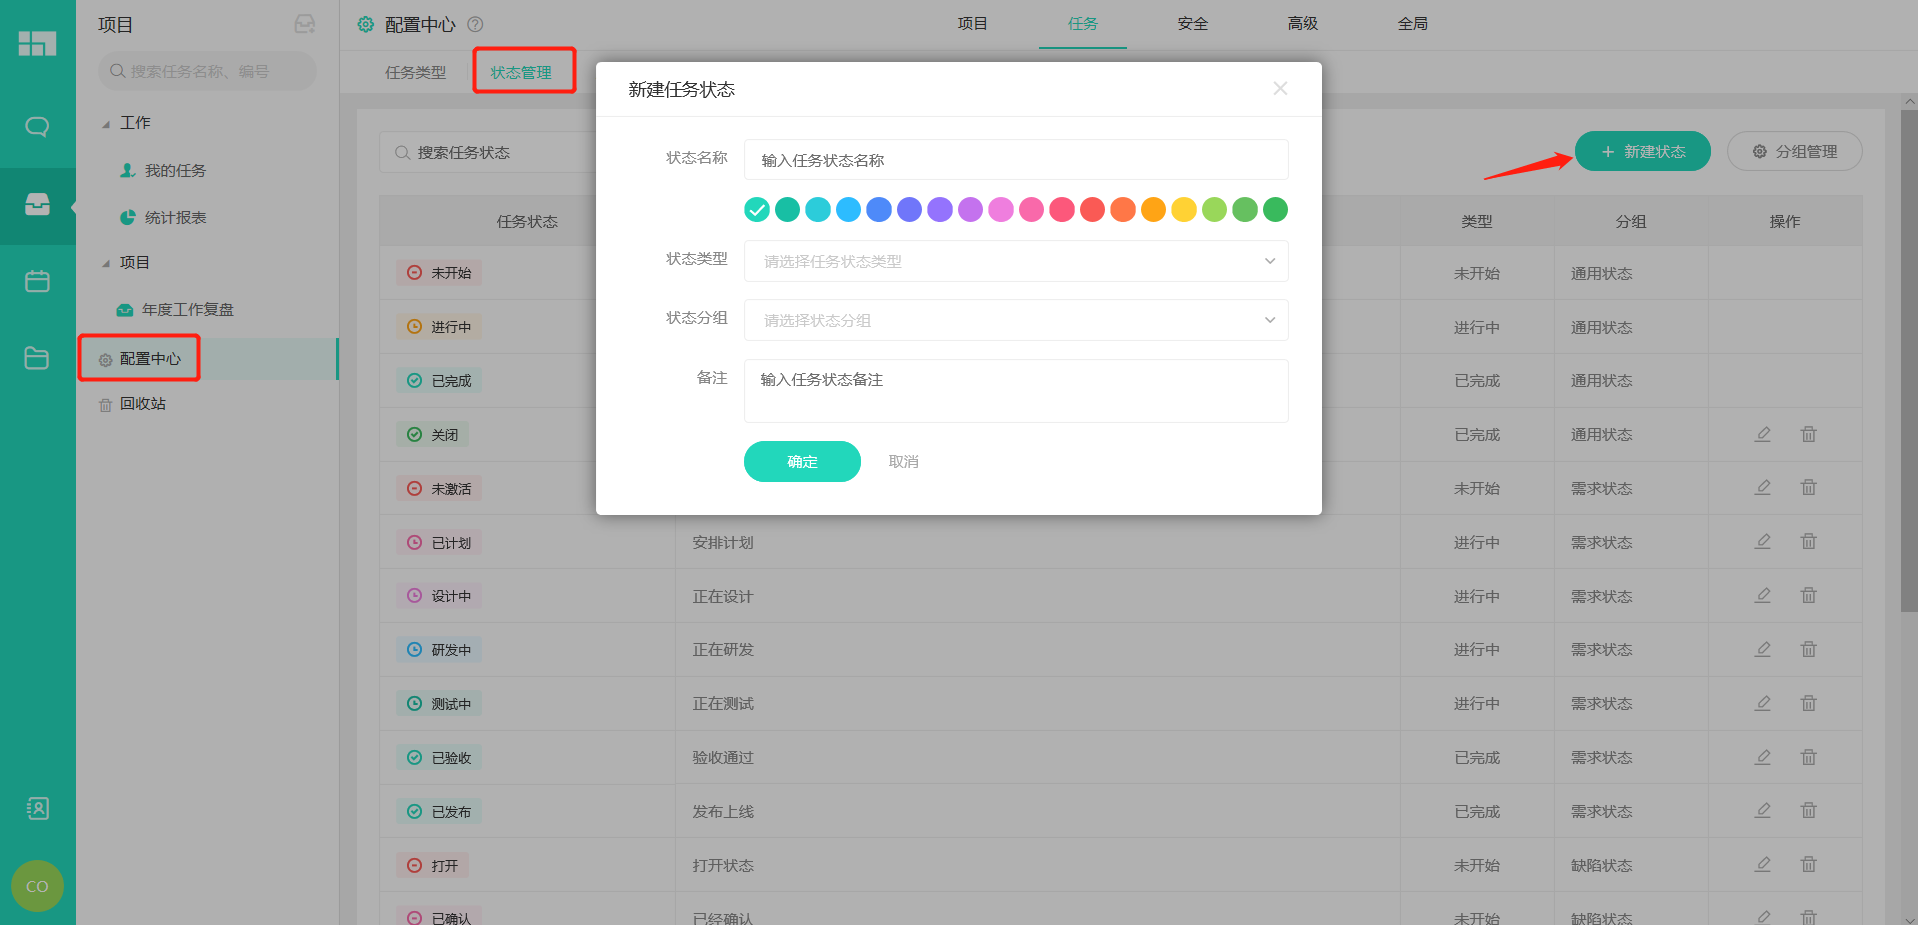 项目
搜索任务名称、编号
工作
我的任务
统计报表
项目
年度工作复盘
配置中心
回收站
CO
配置中心
项目
任务
安全
高级
全局
任务类型
状态管理
搜索任务状态
新建状态
分组管理
任务状态
类型
分组
操作
未开始
未开始
通用状态
进行中
进行中
通用状态
已完成
已完成
通用状态
关闭
已完成
通用状态
未激活
未开始
需求状态
已计划
安排计划
进行中
需求状态
设计中
正在设计
进行中
需求状态
研发中
正在研发
进行中
需求状态
测试中
正在测试
进行中
需求状态
已验收
验收通过
已完成
需求状态
已发布
发布上线
已完成
需求状态
打开
打开状态
未开始
缺陷状态
已确认
已经确认
未开始
缺陷状态
新建任务状态
状态名称
输入任务状态名称
状态类型
请选择任务状态类型
状态分组
请选择状态分组
备注
输入任务状态备注
确定
取消